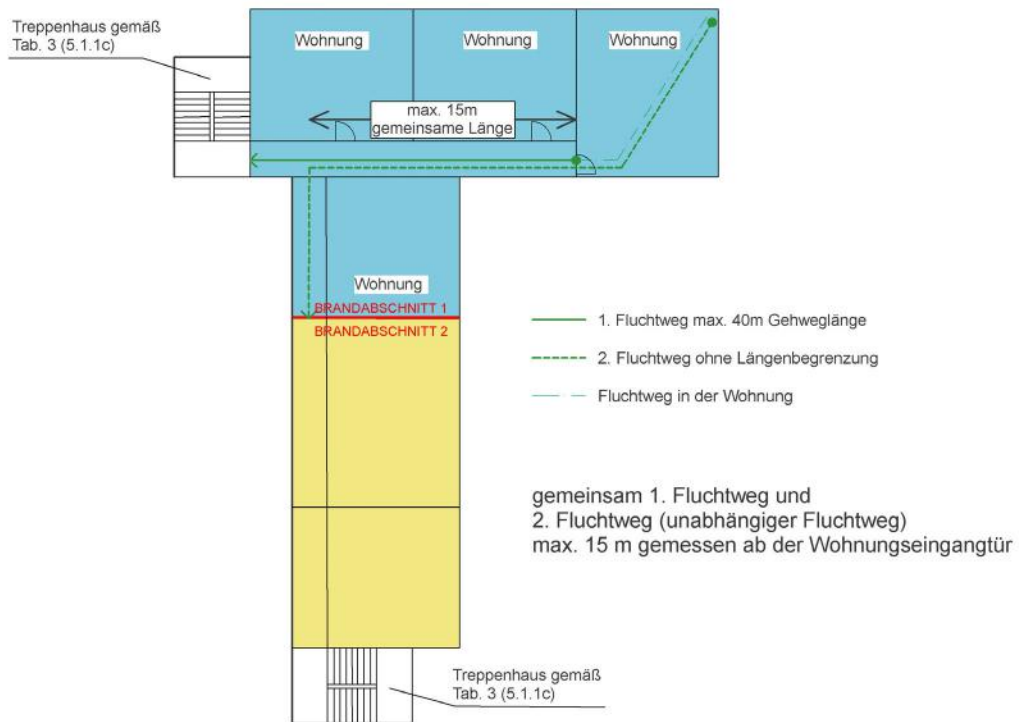 Treppenhaus gemäß
Tab. 3 (5.1.1c)
Wohnung
Wohnung
Wohnung
max. 15m
gemeinsame Länge
Wohnung
BRANDABSCHNITT 1
BRANDABSCHNITT 2
1. Fluchtweg max. 40m Gehweglänge
2. Fluchtweg ohne Längenbegrenzung
Fluchtweg in der Wohnung
gemeinsam 1. Fluchtweg und
2. Fluchtweg (unabhängiger Fluchtweg)
max. 15 m gemessen ab der Wohnungseingangtür
Treppenhaus gemäß
Tab. 3 (5.1.1c)